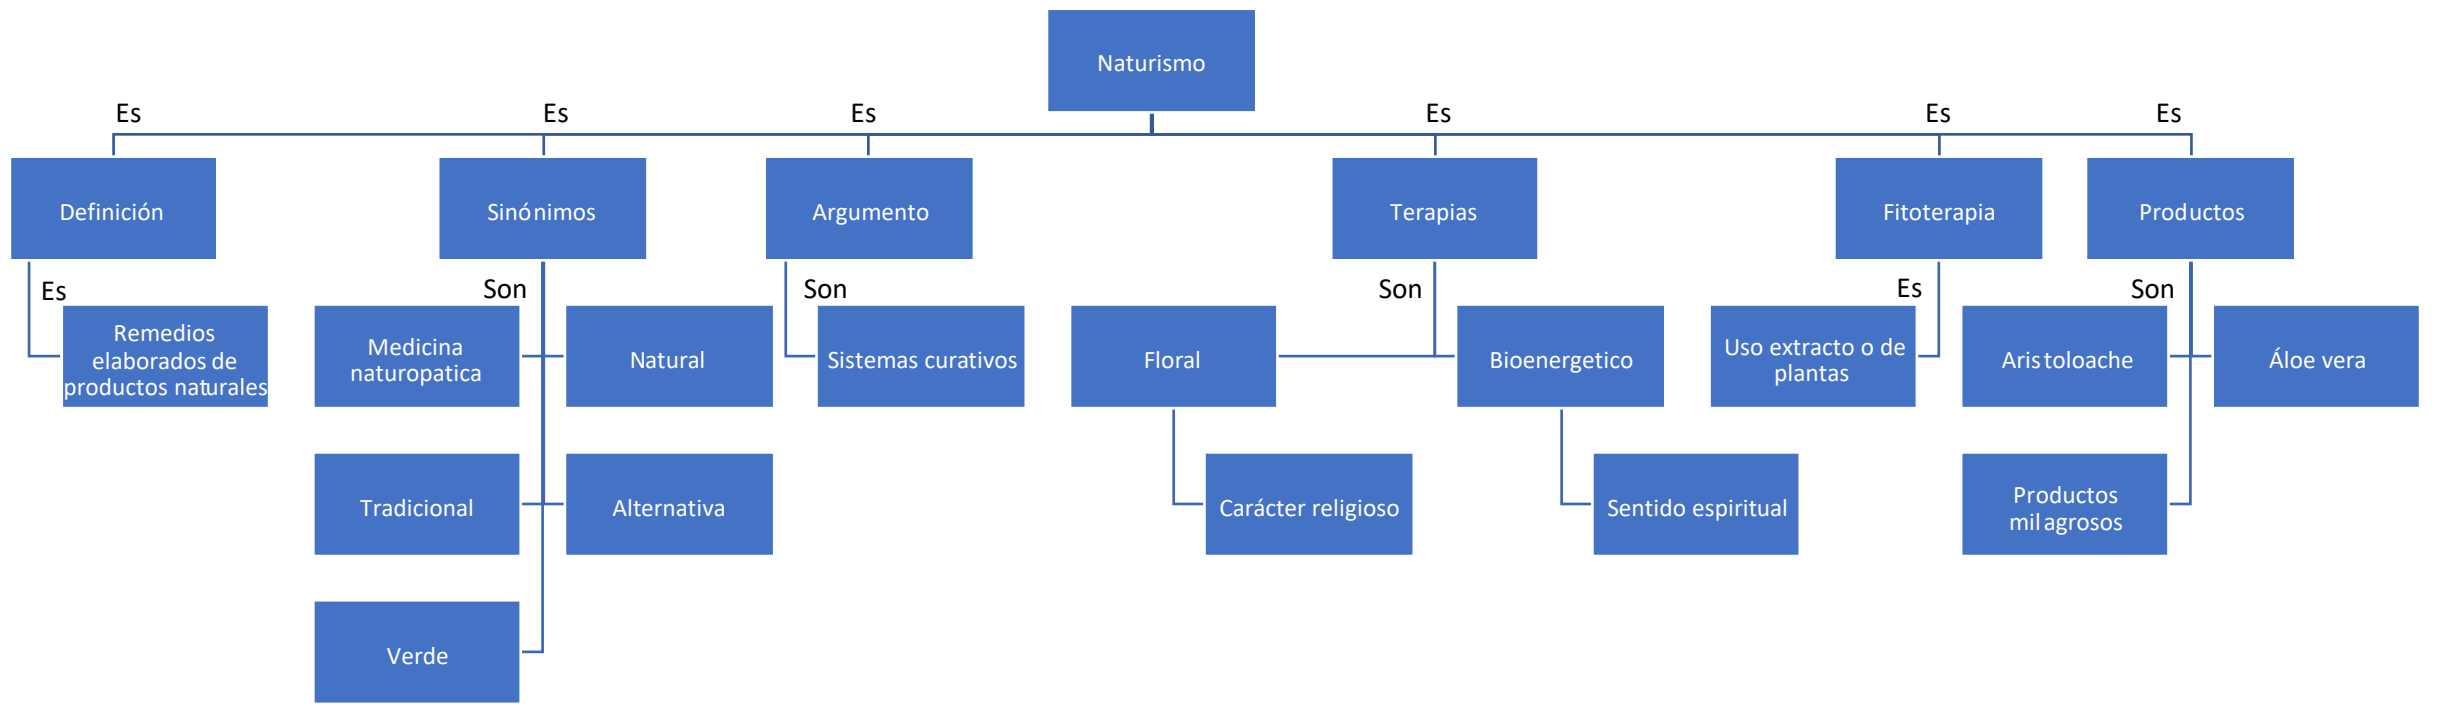 Naturismo
Es
Es
Es
Es
Es
Es
Definición
Sinónimos
Argumento
Terapias
Fitoterapia
Productos
Es
Son
Son
Son
Es
Son
Remedios
elaborados de
productos naturales
Medicina
naturopatica
Natural
Sistemas curativos
Floral
Bioenergetico
Uso extracto o de
plantas
Aristoloache
Áloe vera
Tradicional
Alternativa
Carácter religioso
Sentido espiritual
Productos
milagrosos
Verde